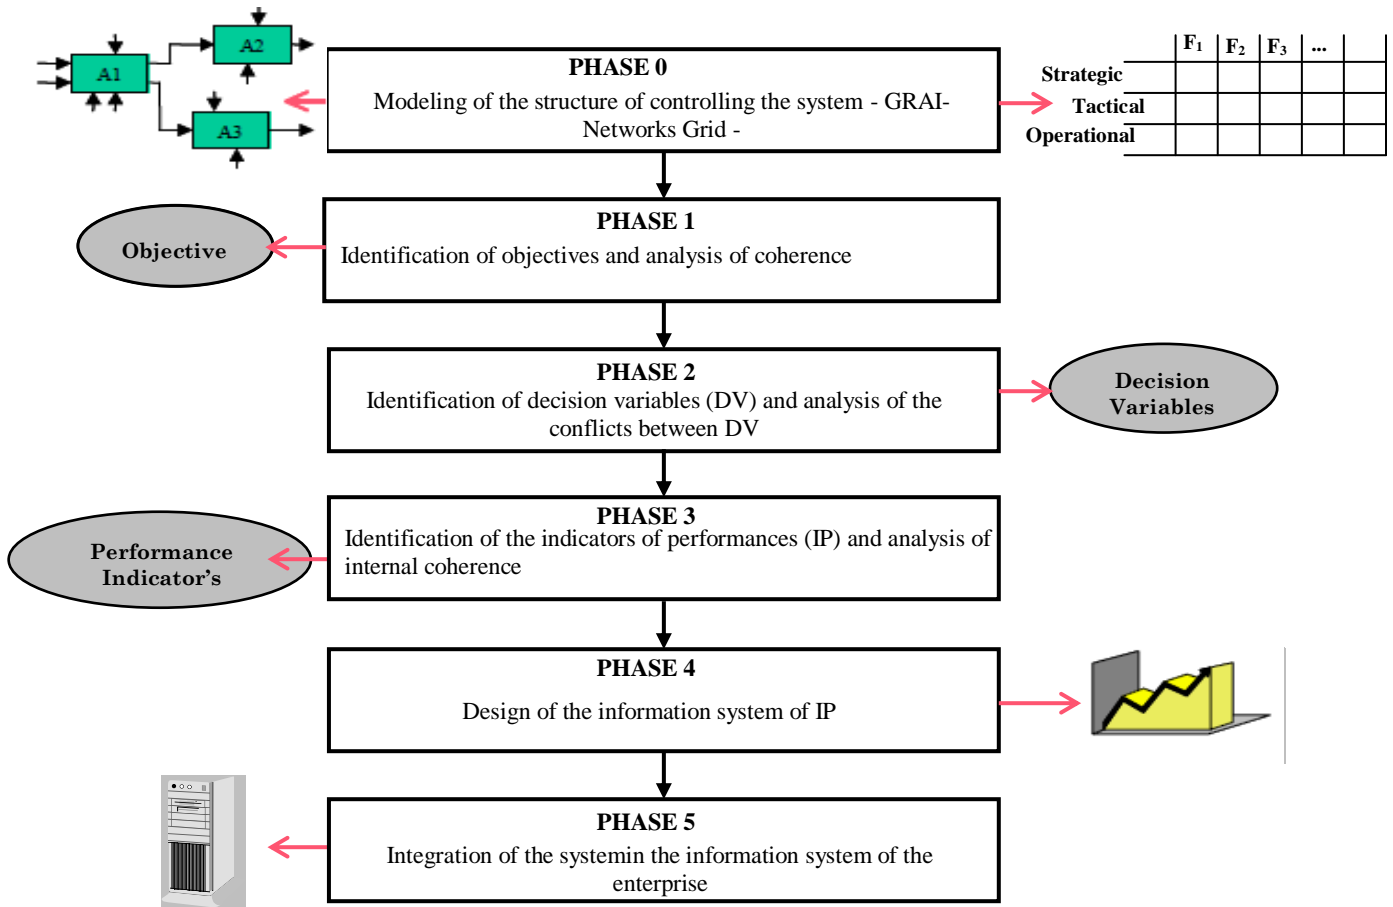 A1
A2
A3
PHASE 0
Modeling of the structure of controlling the system - GRAI-
Networks Grid -
F1 F2 F3 ...
Strategic
Tactical
Operational
PHASE 1
Identification of objectives and analysis of coherence
Objective
PHASE 2
Identification of decision variables (DV) and analysis of the
conflicts between DV
Decision
Variables
PHASE 3
Identification of the indicators of performances (IP) and analysis of
internal coherence
Performance
Indicator's
PHASE 4
Design of the information system of IP
PHASE 5
Integration of the systemin the information system of the
enterprise